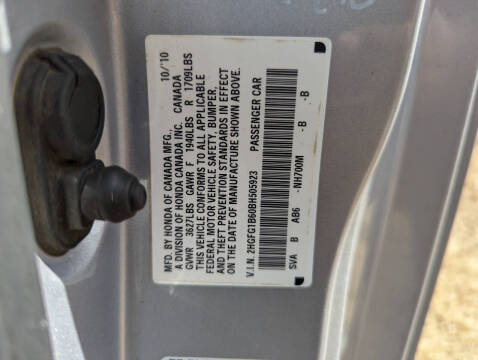 MFD. BY HONDA OF CANADA MFG., 10/'10
A DIVISION OF HONDA CANADA INC. CANADA
GVWR 3627LBS GAWR F 1940LBS R 1709LBS
THIS VEHICLE CONFORMS TO ALL APPLICABLE
FEDERAL MOTOR VEHICLE SAFETY, BUMPER,
AND THEFT PREVENTION STANDARDS IN EFFECT
ON THE DATE OF MANUFACTURE SHOWN ABOVE.
V.I.N. 2HGFG1B60BH505923 PASSENGER CAR
SVA B AB6 -NH700M -B -B